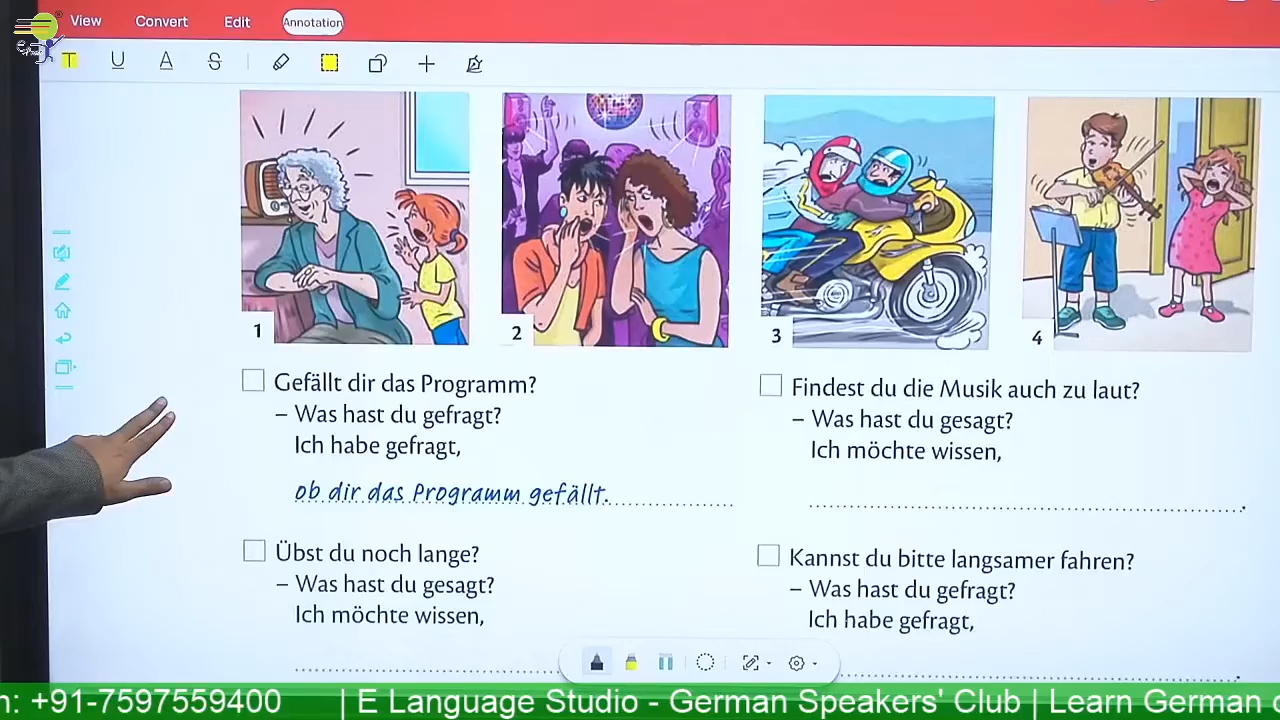 View Convert Edit Annotation
T U A S
1
2
3
4
Gefällt dir das Programm?
– Was hast du gefragt?
Ich habe gefragt,
ob dir das Programm gefällt.
Findest du die Musik auch zu laut?
– Was hast du gesagt?
Ich möchte wissen,
Übst du noch lange?
– Was hast du gesagt?
Ich möchte wissen,
Kannst du bitte langsamer fahren?
– Was hast du gefragt?
Ich habe gefragt,
n: +91-7597559400 | E Language Studio - German Speakers' Club | Learn German